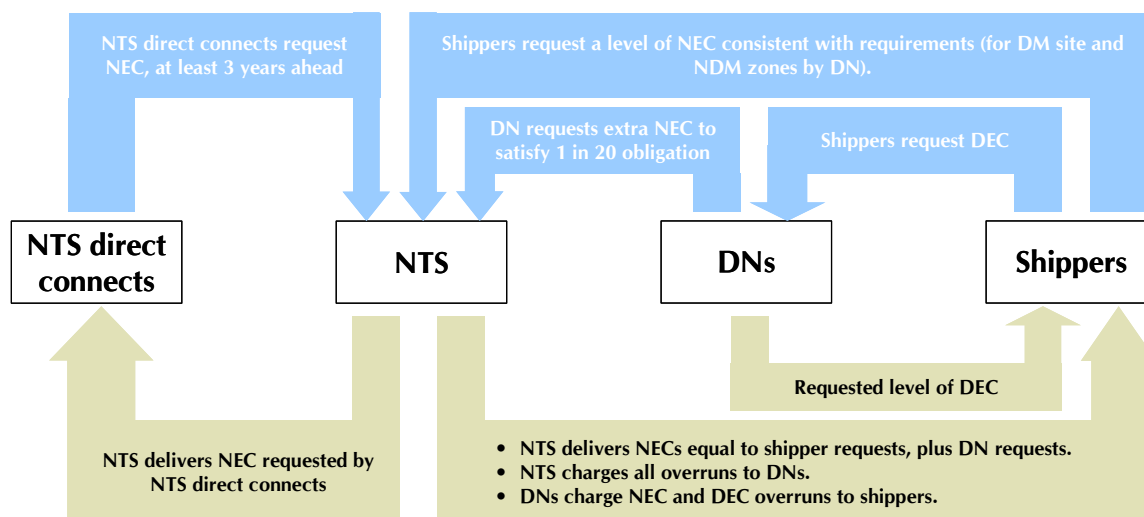 NTS direct connects request
NEC, at least 3 years ahead
Shippers request a level of NEC consistent with requirements (for DM site and
NDM zones by DN).
DN requests extra NEC to
satisfy 1 in 20 obligation
Shippers request DEC
NTS direct
connects
NTS
DNs
Shippers
Requested level of DEC
NTS delivers NEC requested by
NTS direct connects
• NTS delivers NECs equal to shipper requests, plus DN requests.
• NTS charges all overruns to DNs.
• DNs charge NEC and DEC overruns to shippers.